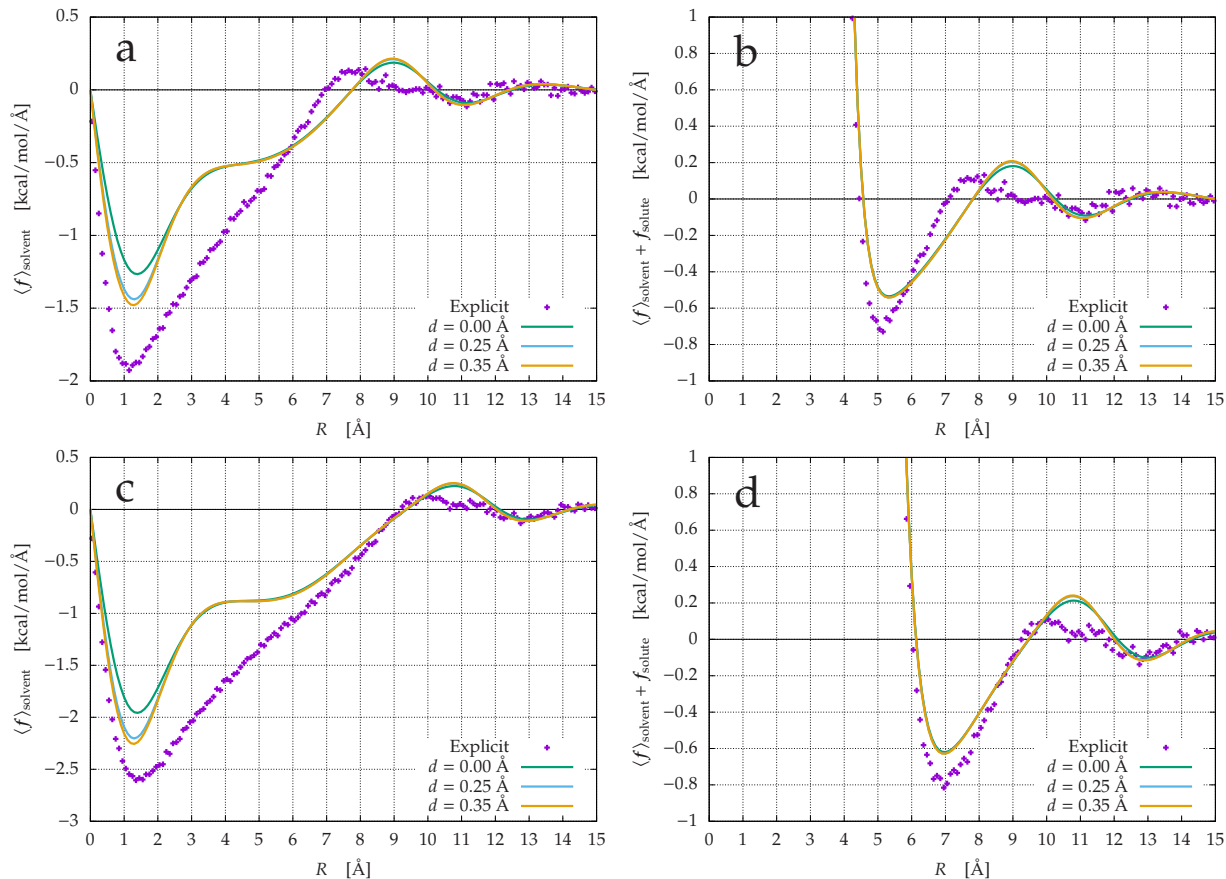 a
0.5
0
−0.5
−1
−1.5
−2
0 1 2 3 4 5 6 7 8 9 10 11 12 13 14 15
⟨f⟩solvent [kcal/mol/Å]
R [Å]
Explicit
d = 0.00 Å
d = 0.25 Å
d = 0.35 Å
b
1
0.8
0.6
0.4
0.2
0
−0.2
−0.4
−0.6
−0.8
−1
0 1 2 3 4 5 6 7 8 9 10 11 12 13 14 15
⟨f⟩solvent + fsolute [kcal/mol/Å]
R [Å]
Explicit
d = 0.00 Å
d = 0.25 Å
d = 0.35 Å
c
0.5
0
−0.5
−1
−1.5
−2
−2.5
−3
0 1 2 3 4 5 6 7 8 9 10 11 12 13 14 15
⟨f⟩solvent [kcal/mol/Å]
R [Å]
Explicit
d = 0.00 Å
d = 0.25 Å
d = 0.35 Å
d
1
0.8
0.6
0.4
0.2
0
−0.2
−0.4
−0.6
−0.8
−1
0 1 2 3 4 5 6 7 8 9 10 11 12 13 14 15
⟨f⟩solvent + fsolute [kcal/mol/Å]
R [Å]
Explicit
d = 0.00 Å
d = 0.25 Å
d = 0.35 Å